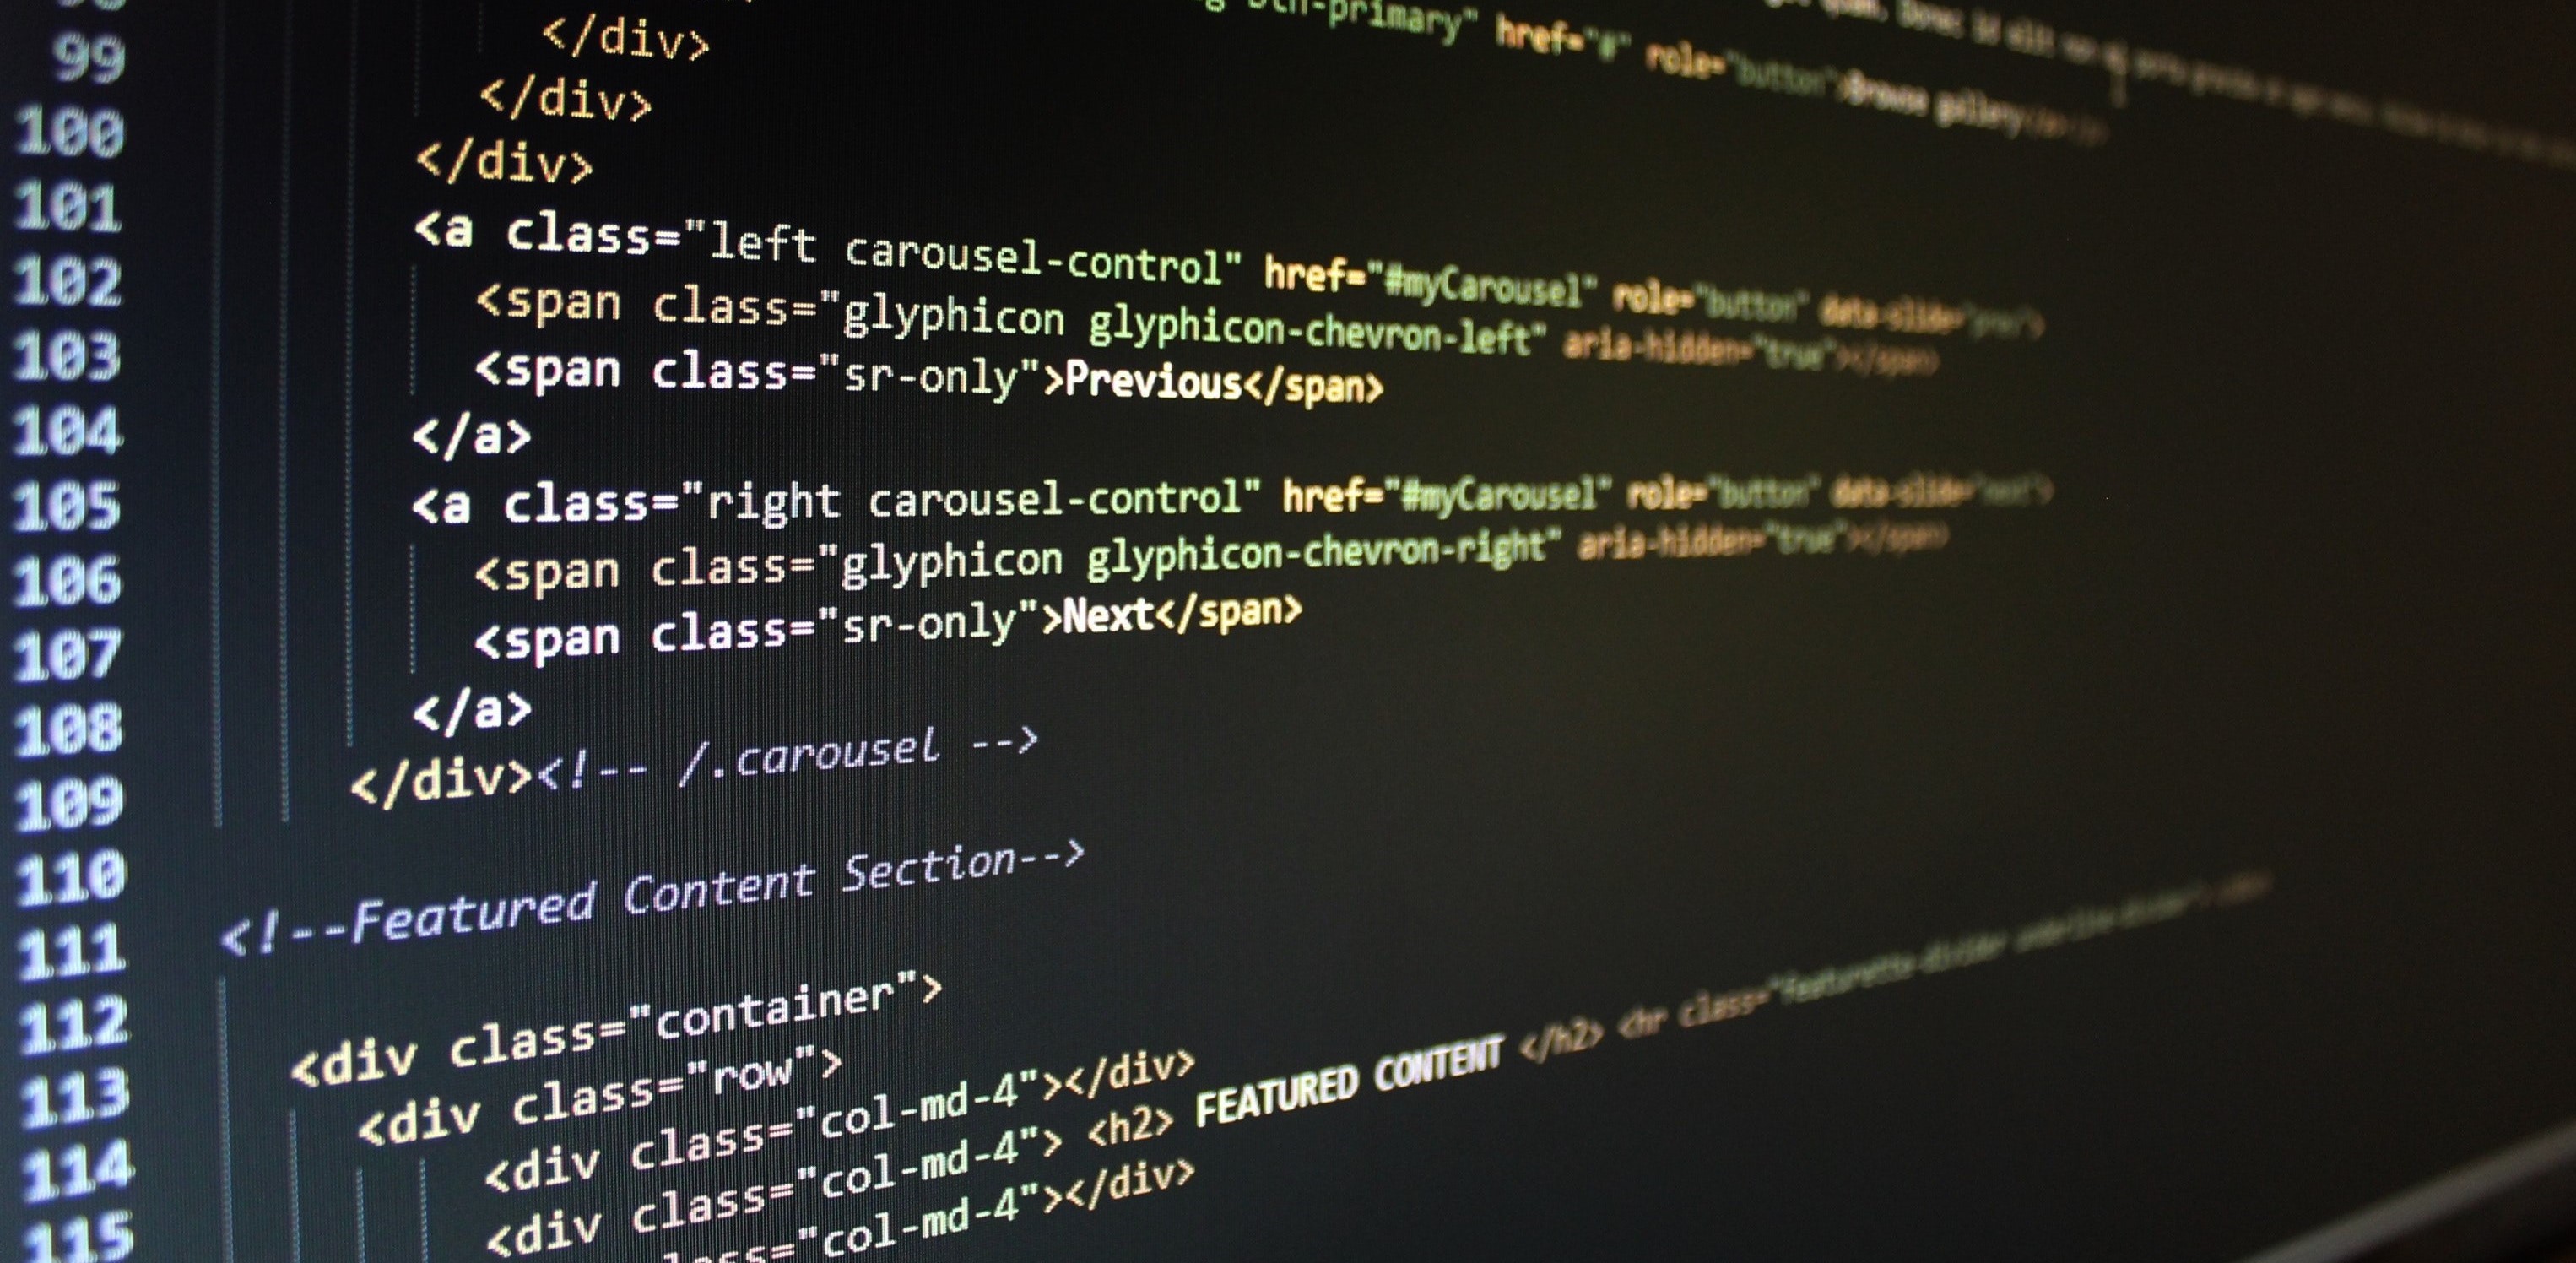 99 </div>
100 </div>
101 </div>
102 <a class="left carousel-control" href="#myCarousel" role="button" data-slide="prev">
103 <span class="glyphicon glyphicon-chevron-left" aria-hidden="true"></span>
104 <span class="sr-only">Previous</span>
105 </a>
106 <a class="right carousel-control" href="#myCarousel" role="button" data-slide="next">
107 <span class="glyphicon glyphicon-chevron-right" aria-hidden="true"></span>
108 <span class="sr-only">Next</span>
109 </a>
110 </div><!-- /.carousel -->
111 <!--Featured Content Section-->
112 <div class="container">
113 <div class="row">
114 <div class="col-md-4"></div>
115 <div class="col-md-4"> <h2> FEATURED CONTENT </h2> <hr class="featurette-divider
class="col-md-4"></div>
btn-primary" href="#" role="button">Browse gallery